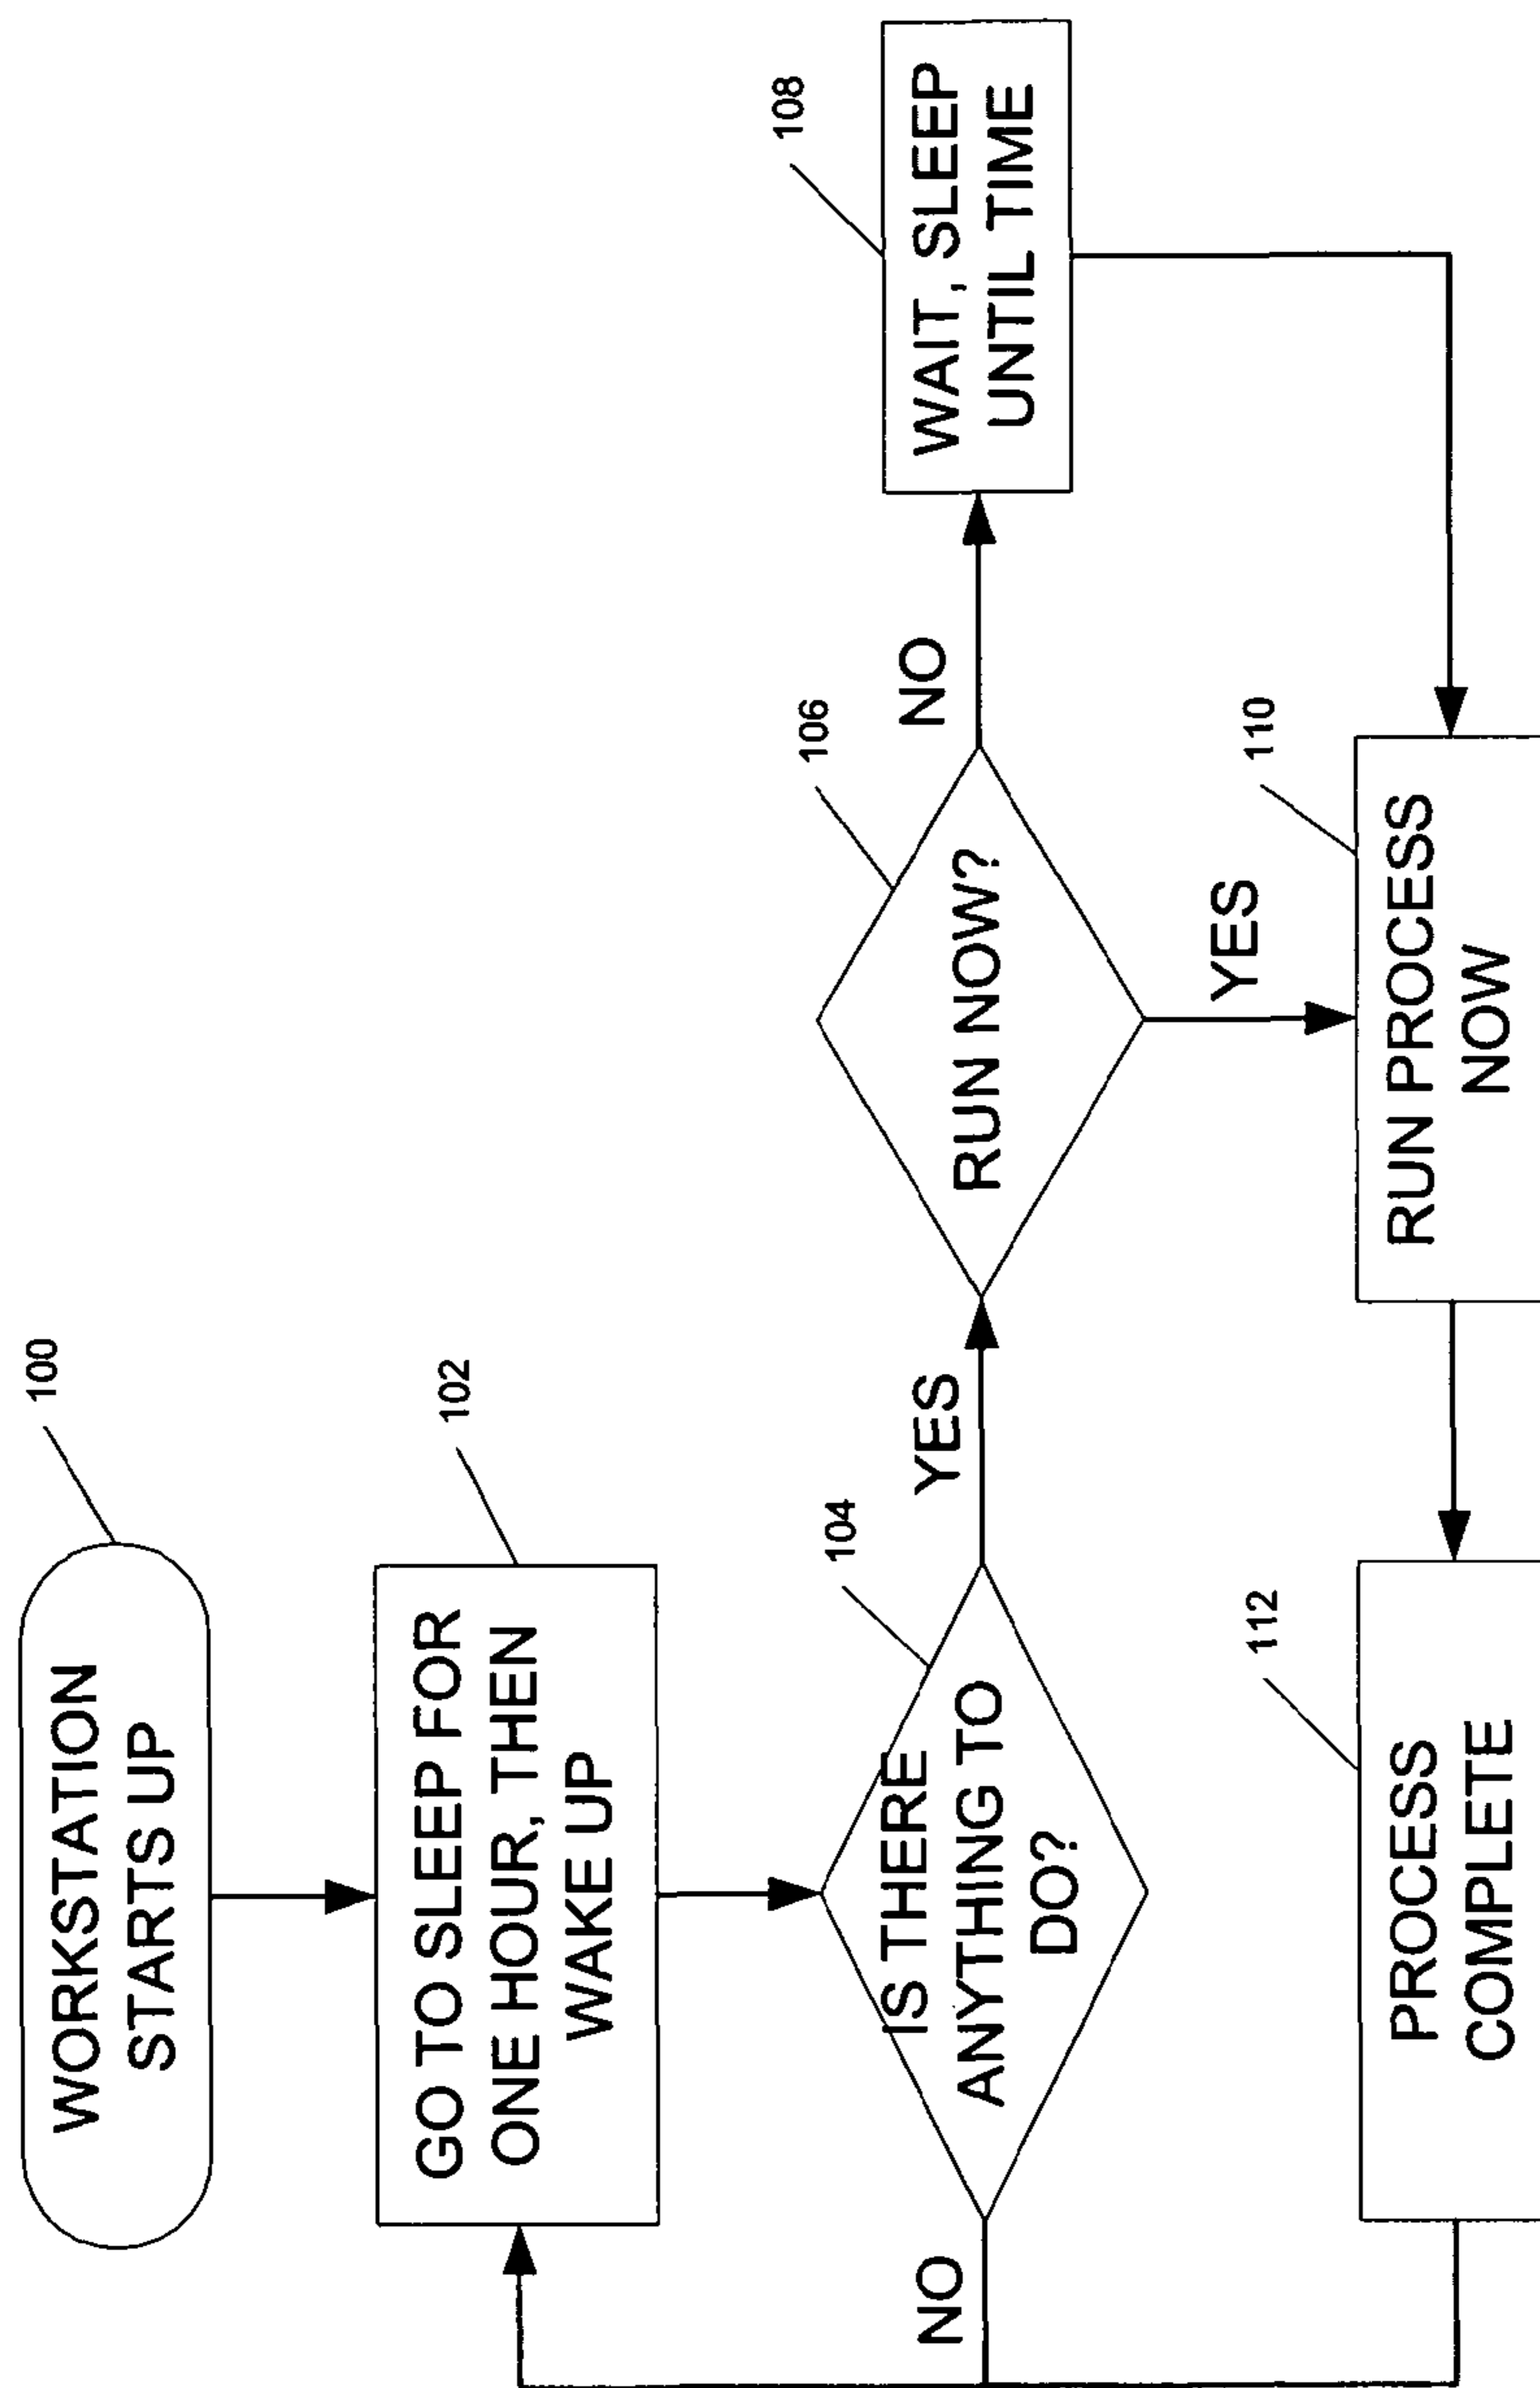 100
WORKSTATION
STARTS UP
102
GO TO SLEEP FOR
ONE HOUR, THEN
WAKE UP
104
IS THERE
ANYTHING TO
DO?
NO
YES
106
RUN NOW?
NO
YES
108
WAIT, SLEEP
UNTIL TIME
110
RUN PROCESS
NOW
112
PROCESS
COMPLETE